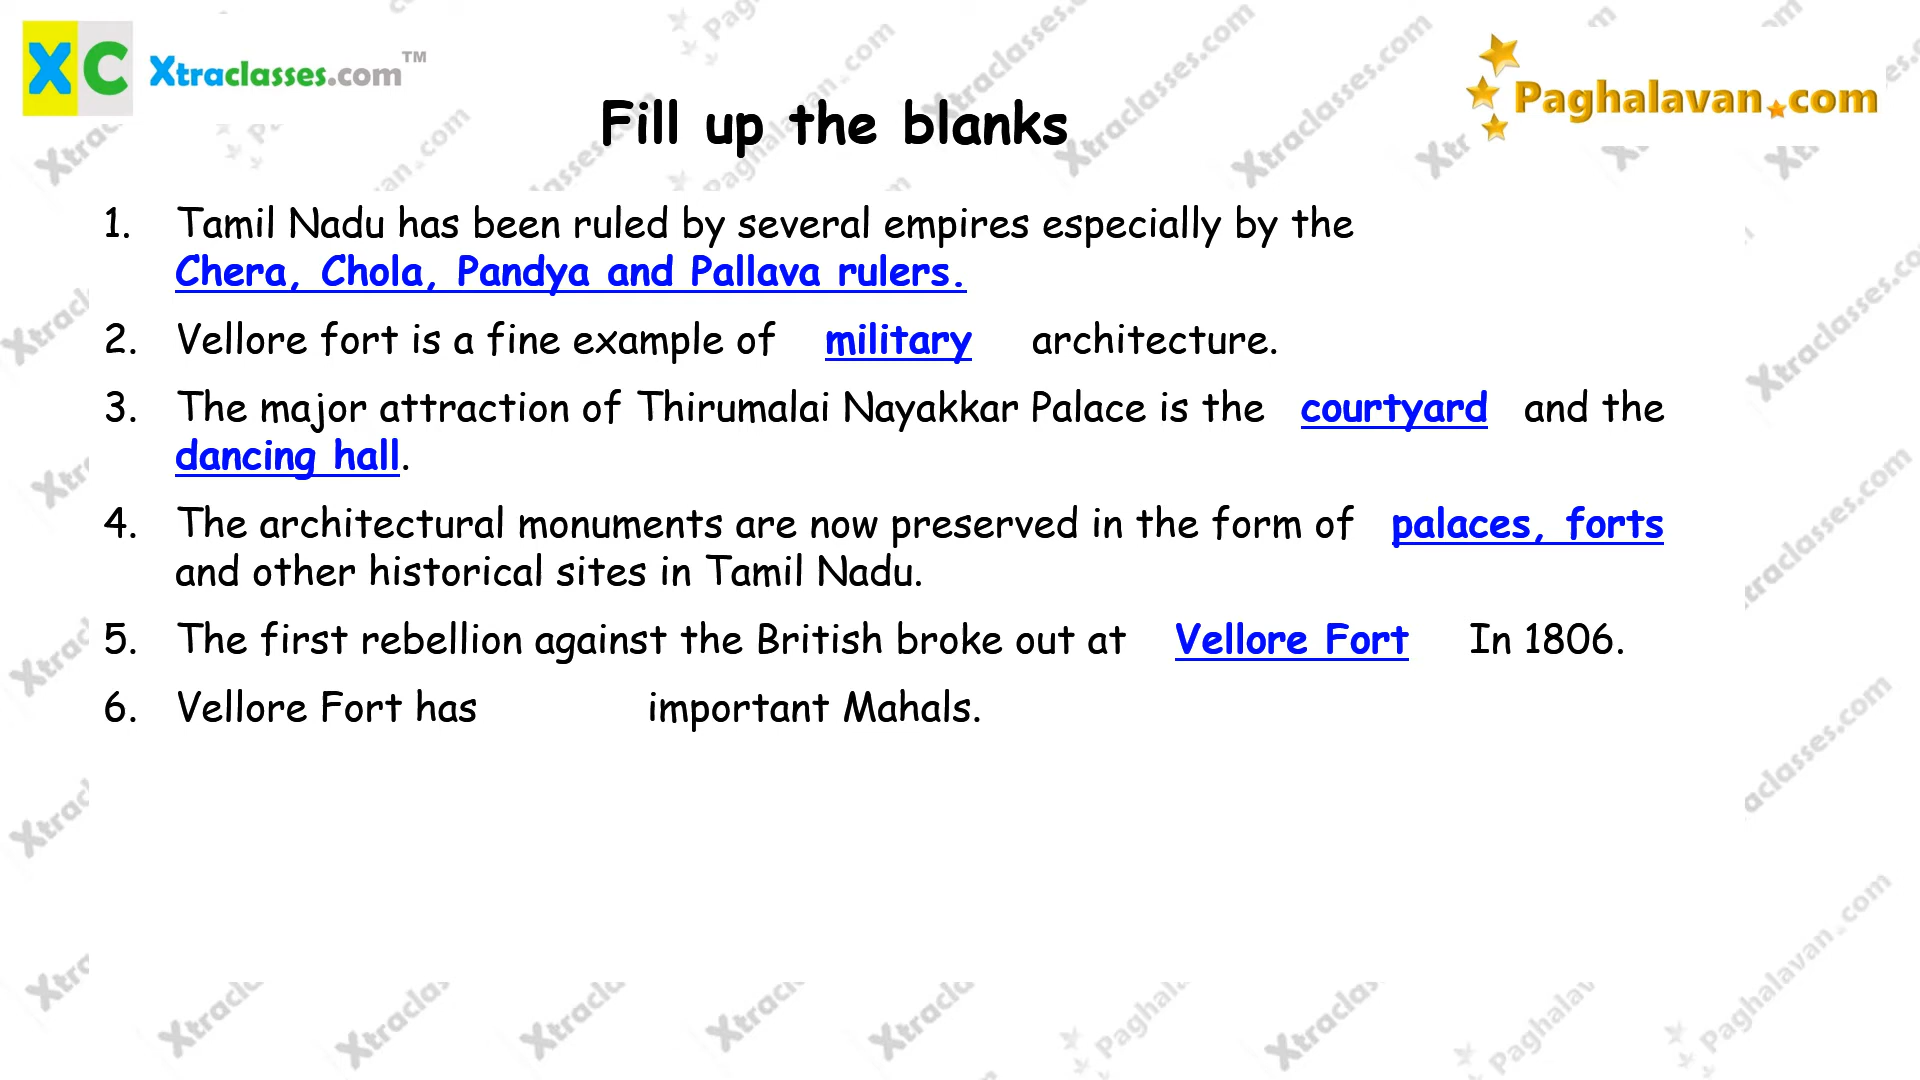 XC Xtraclasses.com™
Paghalavan.com
Fill up the blanks
1. Tamil Nadu has been ruled by several empires especially by the
Chera, Chola, Pandya and Pallava rulers.
2. Vellore fort is a fine example of military architecture.
3. The major attraction of Thirumalai Nayakkar Palace is the courtyard and the
dancing hall.
4. The architectural monuments are now preserved in the form of palaces, forts
and other historical sites in Tamil Nadu.
5. The first rebellion against the British broke out at Vellore Fort In 1806.
6. Vellore Fort has important Mahals.